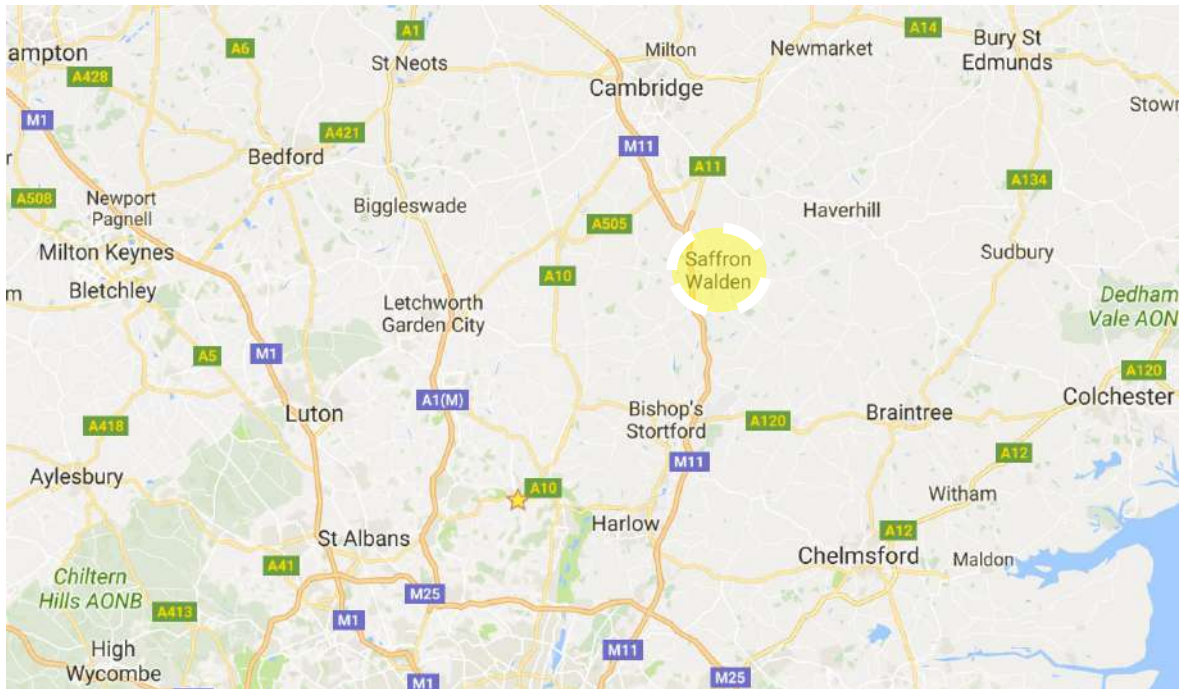 A6
A1
Milton
Newmarket
A14
Bury St
Edmunds
ampton
St Neots
A428
Cambridge
Stow
M1
A421
M11
Bedford
A11
A134
r
A508
Newport
Pagnell
Biggleswade
A505
Haverhill
Milton Keynes
Saffron
Walden
Sudbury
A10
m
Bletchley
Letchworth
Garden City
Dedham
Vale AON
A5
M1
A120
A1(M)
Luton
Bishop's
Stortford
A120
Braintree
Colchester
A418
M11
A12
Aylesbury
A10
Witham
Harlow
St Albans
A12
Chelmsford
Maldon
A41
Chiltern
Hills AONB
M25
A413
M1
High
Wycombe
M11
M25
M1